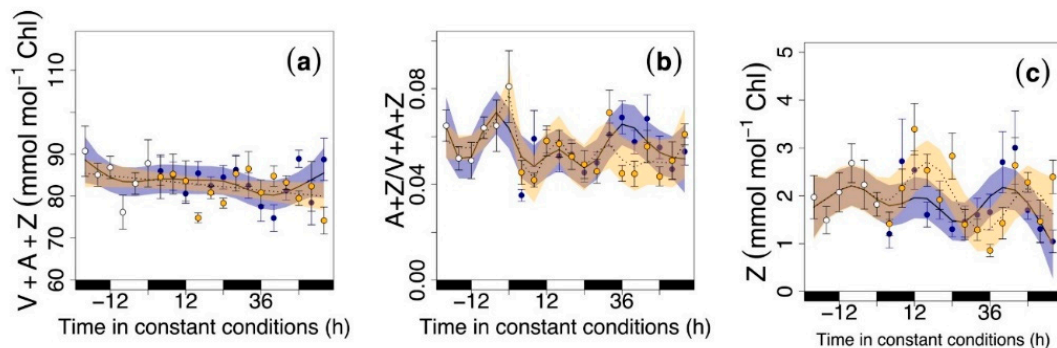 (a)
V + A + Z (mmol mol−1 Chl)
110
90
80
70
60
−12
12
36
Time in constant conditions (h)
(b)
A+Z/V+A+Z
0.08
0.04
0.00
−12
12
36
Time in constant conditions (h)
(c)
Z (mmol mol−1 Chl)
5
4
3
2
1
0
−12
12
36
Time in constant conditions (h)